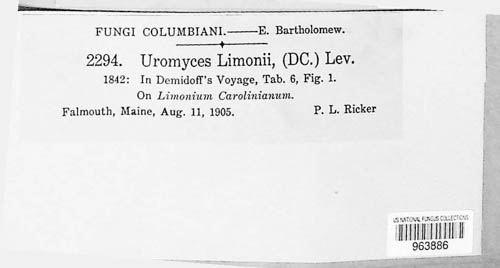 FUNGI COLUMBIANI.——E. Bartholomew.
2294. Uromyces Limonii, (DC.) Lev.
1842: In Demidoff's Voyage, Tab. 6, Fig. 1.
On Limonium Carolinianum.
Falmouth, Maine, Aug. 11, 1905. P. L. Ricker
US NATIONAL FUNGUS COLLECTIONS
963886